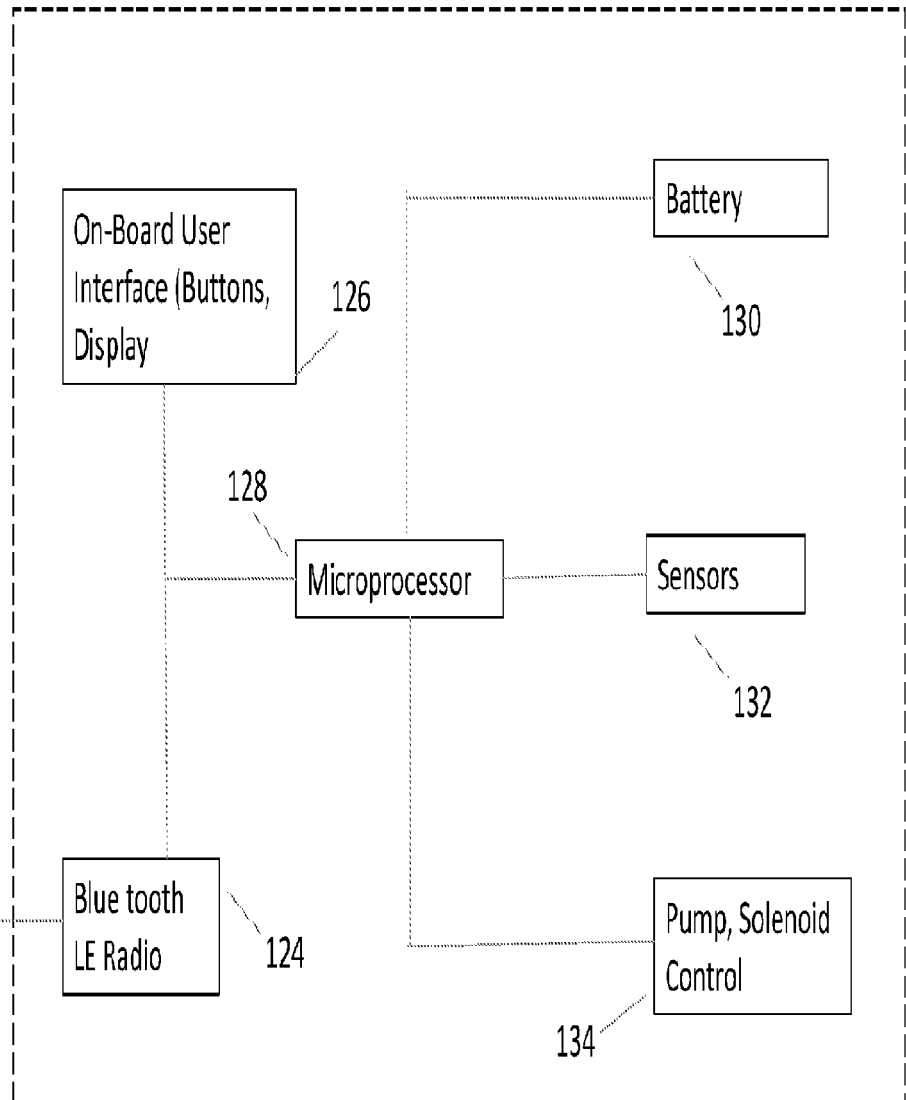 On-Board User
Interface (Buttons,
Display
126
Battery
130
128
Microprocessor
Sensors
132
Blue tooth
LE Radio
124
Pump, Solenoid
Control
134